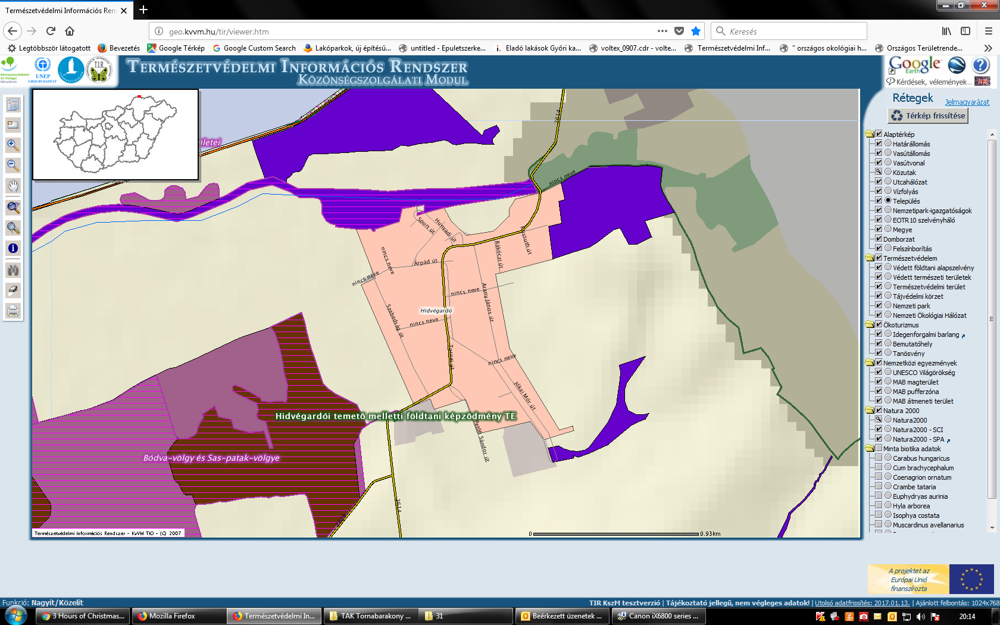 Természetvédelmi Információs Ren
geo.kvvm.hu/tir/viewer.htm
Keresés
Legtöbbször látogatott
Bevezetés
Google Térkép
Google Custom Search
Lakóparkok, új építésű...
untitled - Epuletszerke...
Eladó lakások Győri ka...
voltex_0907.cdr - volte...
Természetvédelmi Inf...
" országos okologiai h...
Országos Területrende...
UNEP
GRID BUDAPEST
T.I.R.
Természetvédelmi Információs Rendszer
Közönségszolgálati Modul
Google
Earth
Kérdések, vélemények...
Rétegek
Jelmagyarázat
Térkép frissítése
Alaptérkép
Határállomás
Vasútállomás
Vasútvonal
Közutak
Utcahálózat
Vízfolyás
Település
Nemzetipark-igazgatóságok
EOTR10 szelvényháló
Megye
Domborzat
Felszínborítás
Természetvédelem
Védett földtani alapszelvény
Védett természeti területek
Természetvédelmi terület
Tájvédelmi körzet
Nemzeti park
Nemzeti Ökológiai Hálózat
Ökoturizmus
Idegenforgalmi barlang
Bemutatóhely
Tanösvény
Nemzetközi egyezmények
UNESCO Világörökség
MAB magterület
MAB pufferzóna
MAB átmeneti terület
Natura 2000
Natura2000
Natura2000 - SCI
Natura2000 - SPA
Minta biotika adatok
Carabus hungaricus
Cum brachycephalum
Coenagrion ornatum
Crambe tataria
Euphydryas aurinia
Hyla arborea
Isophya costata
Muscardinus avellanarius
ületei
2614
nincs neve
Sport út
Hunyadi út
Kossuth út
Rákóczi út
nincs neve
Árpád út
nincs neve
nincs neve
Arany János út
Hidvégardó
Szabadság út
nincs neve
Tornai út
nincs neve
Jókai Mór út
Hidvégardói temető melletti földtani képződmény TE
Petőfi Sándor út
Bódva-völgy és Sas-patak-völgye
2614
Természetvédelmi Információs Rendszer - KvVM TIO - (C) 2007
0 0.93km
A projektet az
Európai Unió
finanszírozta
Funkció: Nagyít/Közelít
TIR KszM tesztverzió | Tájékoztató jellegű, nem végleges adatok! | Utolsó adatfrissítés: 2017.01.13. | Ajánlott felbontás: 1024x768
3 Hours of Christmas...
Mozilla Firefox
Természetvédelmi In...
TAK Tornabarakony ...
31
Beérkezett üzenetek ...
Canon iX6800 series ...
20:14